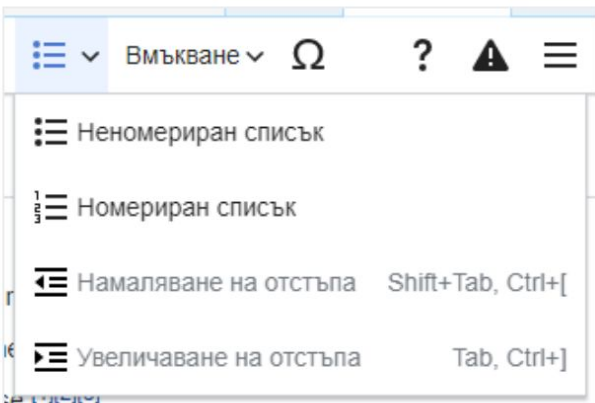 Вмъкване Ω ?
Неномериран списък
Номериран списък
Намаляване на отстъпа Shift+Tab, Ctrl+[
Увеличаване на отстъпа Tab, Ctrl+]